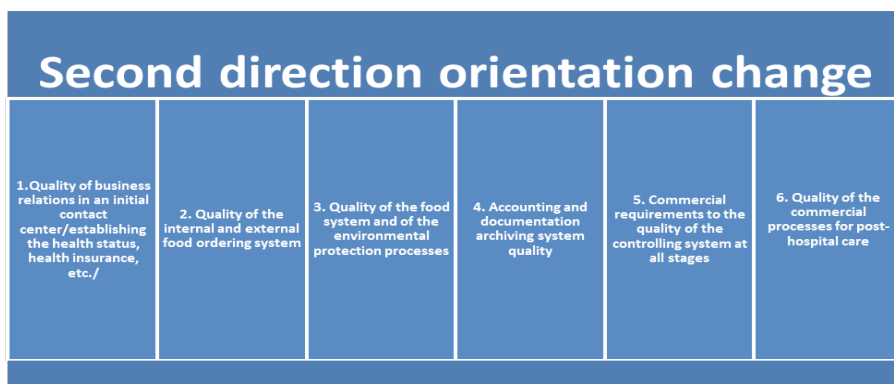 Second direction orientation change
1.Quality of business
relations in an initial
contact
center/establishing
the health status,
health insurance,
etc./
2. Quality of the
internal and external
food ordering system
3. Quality of the food
system and of the
environmental
protection processes
4. Accounting and
documentation
archiving system
quality
5. Commercial
requirements to the
quality of the
controlling system at
all stages
6. Quality of the
commercial
processes for post-
hospital care